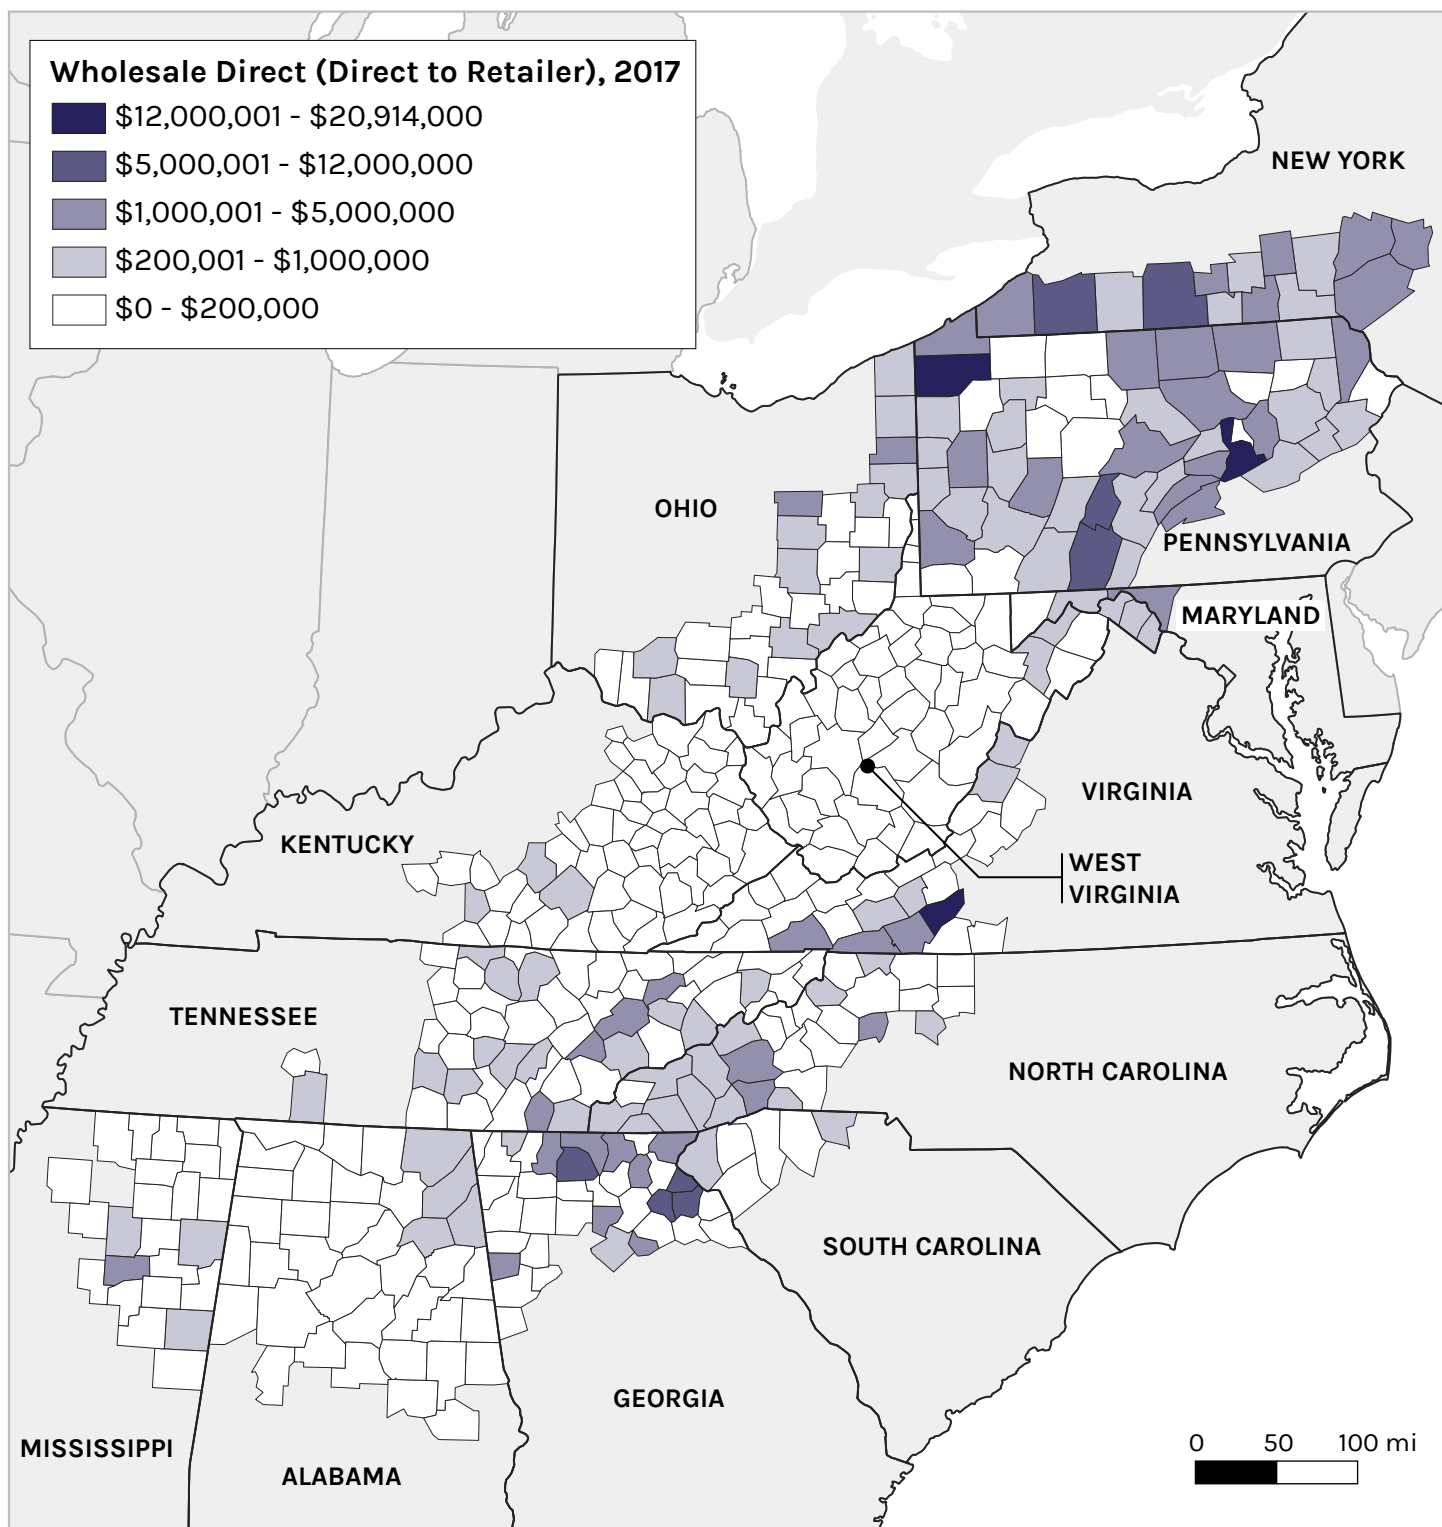 Wholesale Direct (Direct to Retailer), 2017
$12,000,001 - $20,914,000
$5,000,001 - $12,000,000
$1,000,001 - $5,000,000
$200,001 - $1,000,000
$0 - $200,000
NEW YORK
OHIO
PENNSYLVANIA
MARYLAND
VIRGINIA
KENTUCKY
WEST
VIRGINIA
TENNESSEE
NORTH CAROLINA
SOUTH CAROLINA
GEORGIA
MISSISSIPPI
ALABAMA
0 50 100 mi